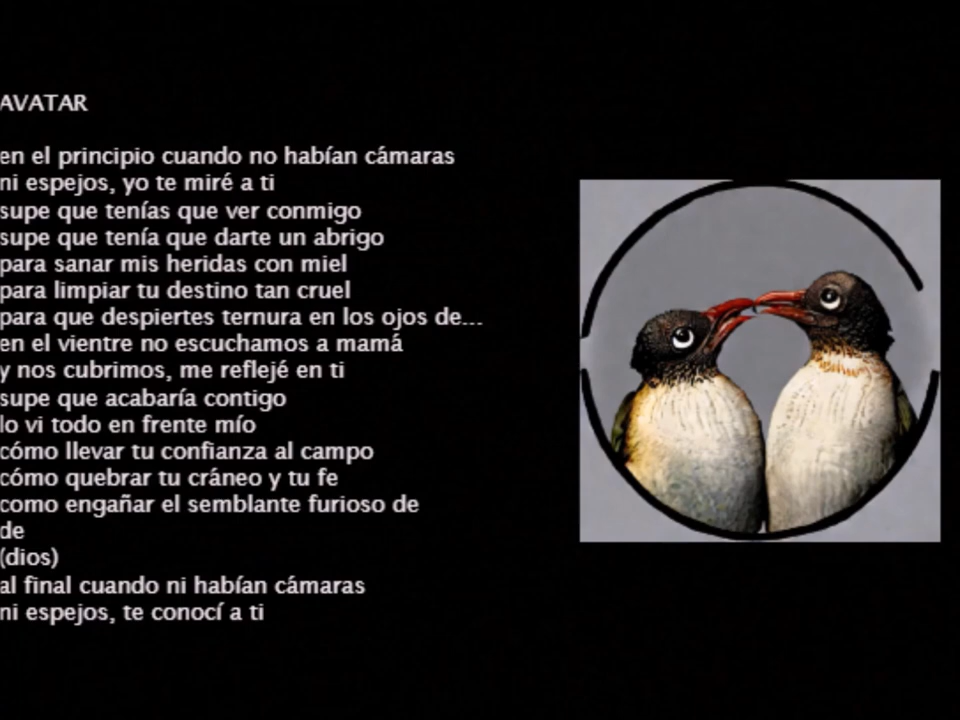 AVATAR
en el principio cuando no habían cámaras
ni espejos, yo te miré a ti
supe que tenías que ver conmigo
supe que tenía que darte un abrigo
para sanar mis heridas con miel
para limpiar tu destino tan cruel
para que despiertes ternura en los ojos de...
en el vientre no escuchamos a mamá
y nos cubrimos, me reflejé en ti
supe que acabaría contigo
lo vi todo en frente mío
cómo llevar tu confianza al campo
cómo quebrar tu cráneo y tu fe
como engañar el semblante furioso de
de
(dios)
al final cuando ni habían cámaras
ni espejos, te conocí a ti